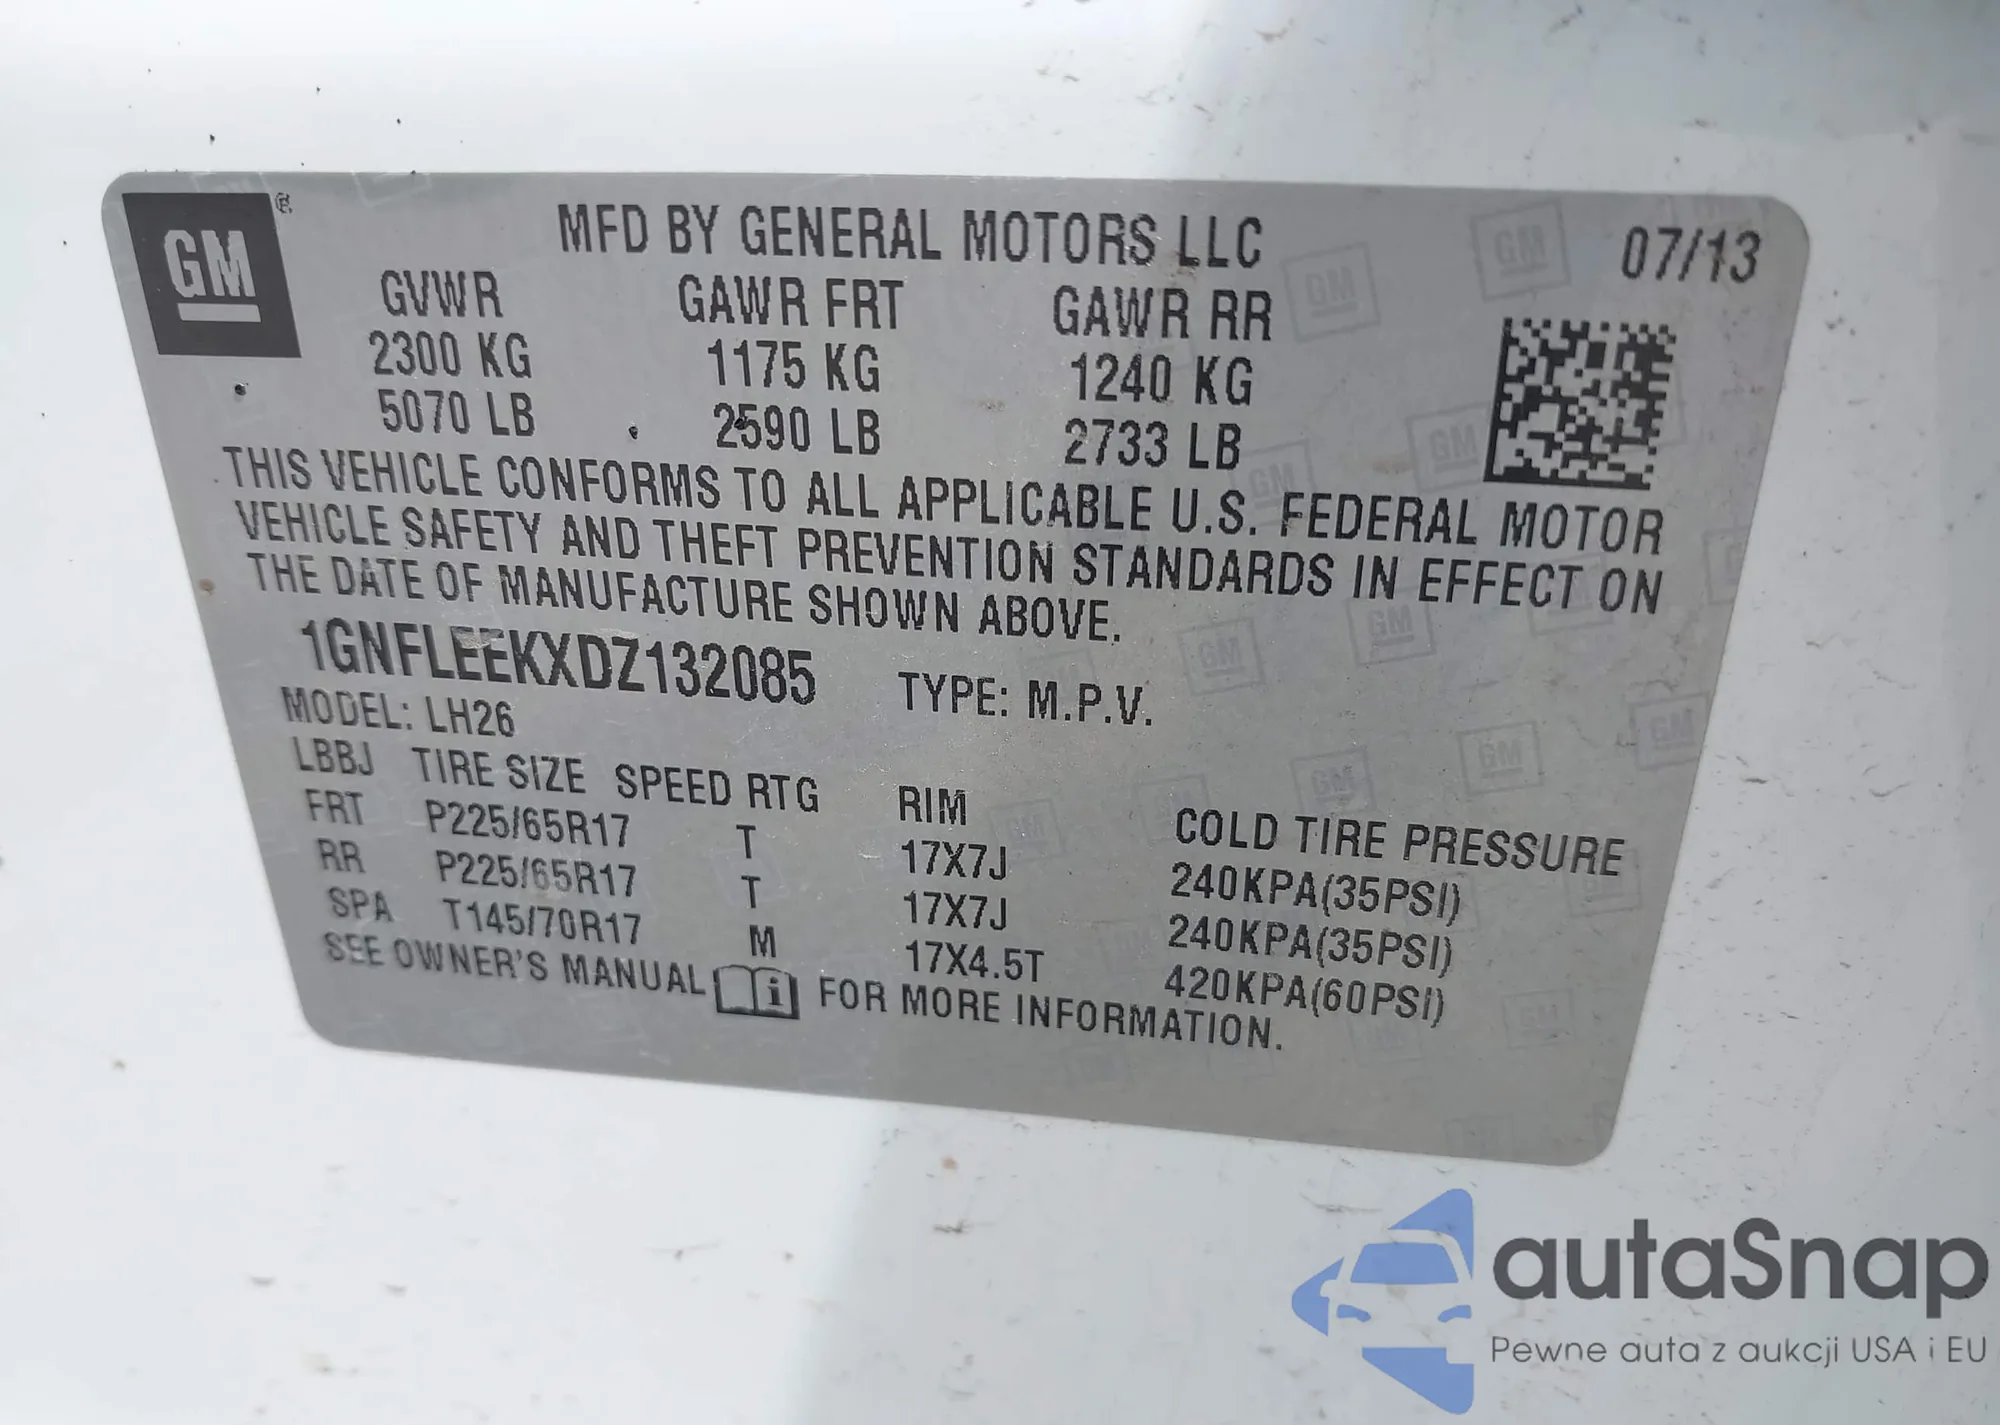 GM ®
MFD BY GENERAL MOTORS LLC 07/13
GVWR GAWR FRT GAWR RR
2300 KG 1175 KG 1240 KG
5070 LB 2590 LB 2733 LB
THIS VEHICLE CONFORMS TO ALL APPLICABLE U.S. FEDERAL MOTOR
VEHICLE SAFETY AND THEFT PREVENTION STANDARDS IN EFFECT ON
THE DATE OF MANUFACTURE SHOWN ABOVE.
1GNFLEEKXDZ132085 TYPE: M.P.V.
MODEL: LH26
LBBJ TIRE SIZE SPEED RTG RIM COLD TIRE PRESSURE
FRT P225/65R17 T 17X7J 240KPA(35PSI)
RR P225/65R17 T 17X7J 240KPA(35PSI)
SPA T145/70R17 M 17X4.5T 420KPA(60PSI)
SEE OWNER'S MANUAL i FOR MORE INFORMATION.
autaSnap
Pewne auta z aukcji USA i EU